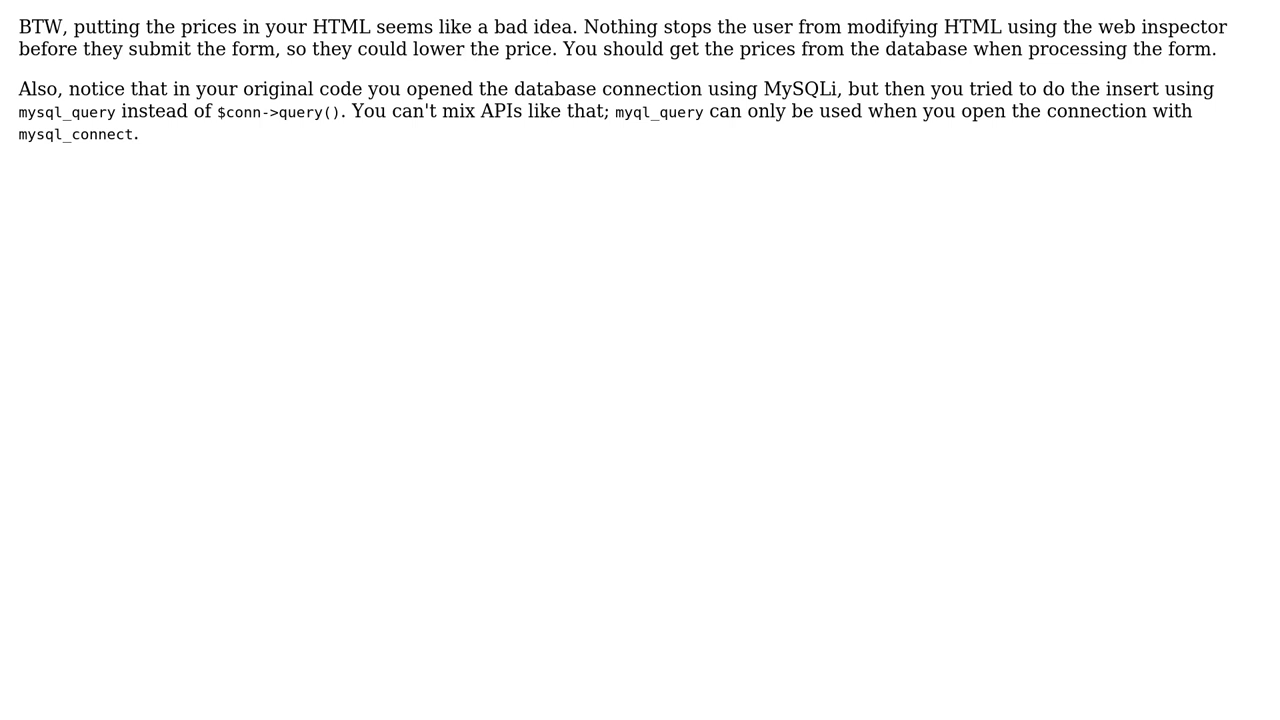 BTW, putting the prices in your HTML seems like a bad idea. Nothing stops the user from modifying HTML using the web inspector
before they submit the form, so they could lower the price. You should get the prices from the database when processing the form.
Also, notice that in your original code you opened the database connection using MySQLi, but then you tried to do the insert using
mysql_query instead of $conn->query(). You can't mix APIs like that; myql_query can only be used when you open the connection with
mysql_connect.